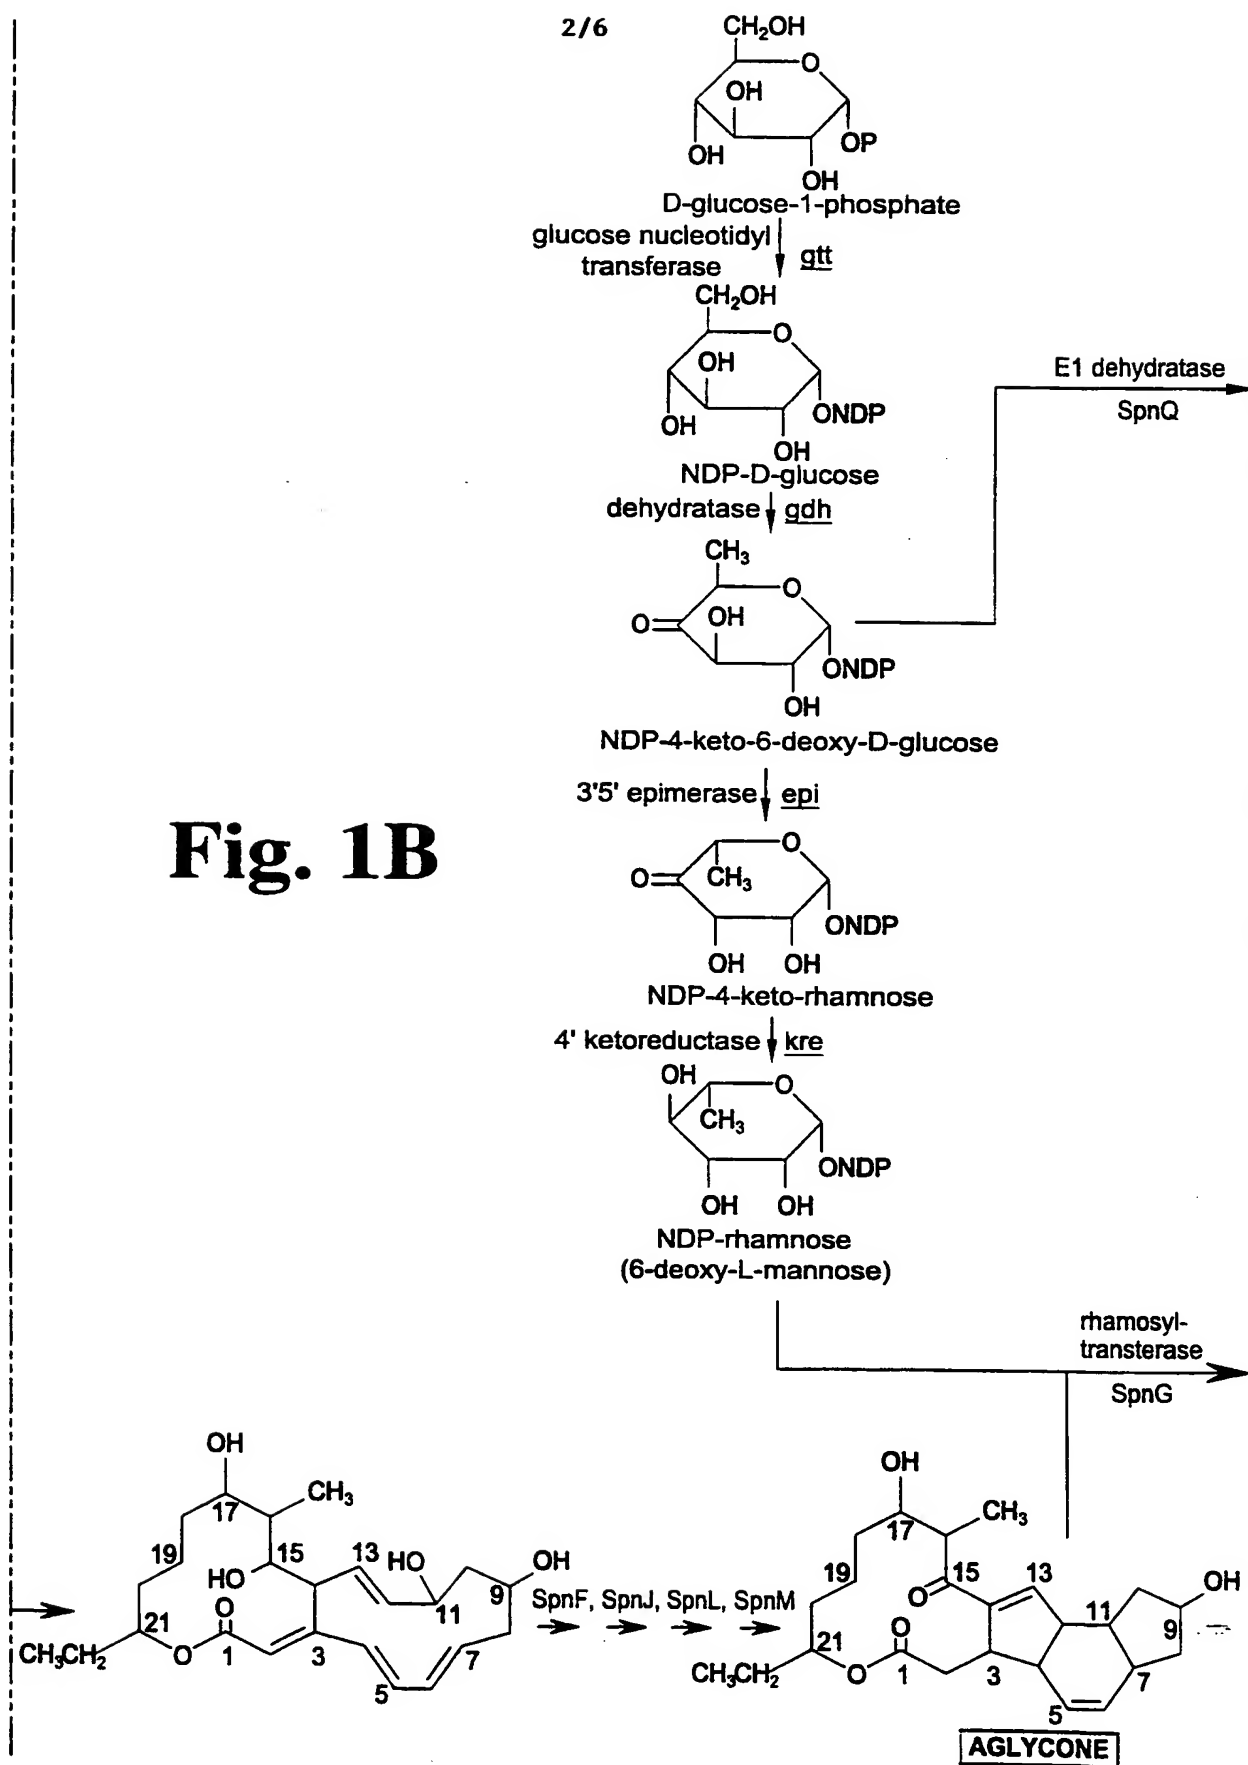 2/6
CH2OH
O
OH
OH
OP
OH
D-glucose-1-phosphate
glucose nucleotidyl
transferase
gtt
CH2OH
O
OH
OH
ONDP
OH
NDP-D-glucose
E1 dehydratase
SpnQ
dehydratase gdh
CH3
O
O
OH
ONDP
OH
NDP-4-keto-6-deoxy-D-glucose
3'5' epimerase epi
Fig. 1B
O
O
CH3
ONDP
OH OH
NDP-4-keto-rhamnose
4' ketoreductase kre
OH
O
CH3
ONDP
OH OH
NDP-rhamnose
(6-deoxy-L-mannose)
rhamosyl-
transterase
SpnG
OH
17
CH3
19
15
HO
13
HO
11
9
OH
O
21
CH3CH2
O
1
3
5
7
SpnF, SpnJ, SpnL, SpnM
OH
17
CH3
19
15
O
13
11
9
OH
21
O
CH3CH2
O
1
3
5
7
AGLYCONE